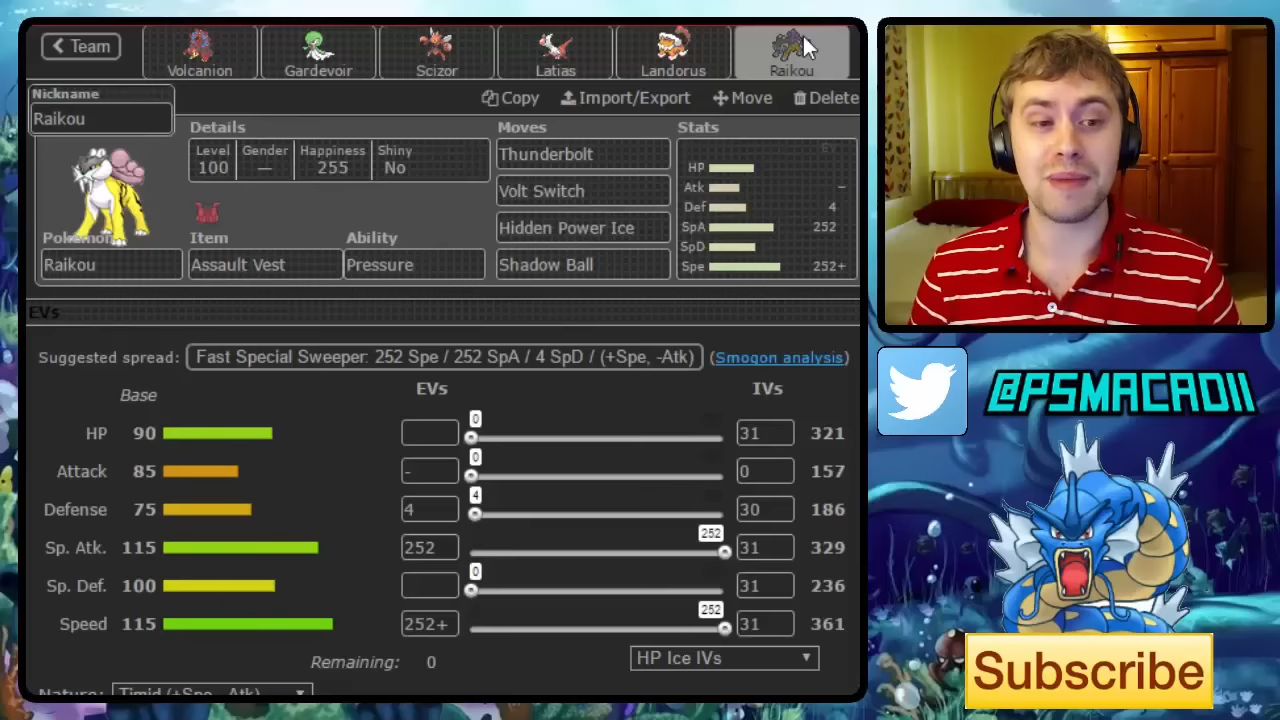 Team
Volcanion Gardevoir Scizor Latias Landorus Raikou
Nickname
Raikou
Copy Import/Export Move Delete
Details Moves Stats
Level Gender Happiness Shiny
100 — 255 No
Thunderbolt
Volt Switch
Hidden Power Ice
Shadow Ball
EV
HP
Atk -
Def 4
SpA 252
SpD
Spe 252+
Pokemon Item Ability
Raikou Assault Vest Pressure
EVs
Suggested spread: Fast Special Sweeper: 252 Spe / 252 SpA / 4 SpD / (+Spe, -Atk) (Smogon analysis)
Base EVs IVs
HP 90 0 31 321
Attack 85 - 0 0 157
Defense 75 4 4 30 186
Sp. Atk. 115 252 252 31 329
Sp. Def. 100 0 31 236
Speed 115 252+ 252 31 361
Remaining: 0 HP Ice IVs
Nature: Timid (+Spe, -Atk)
@PSMACADII
Subscribe